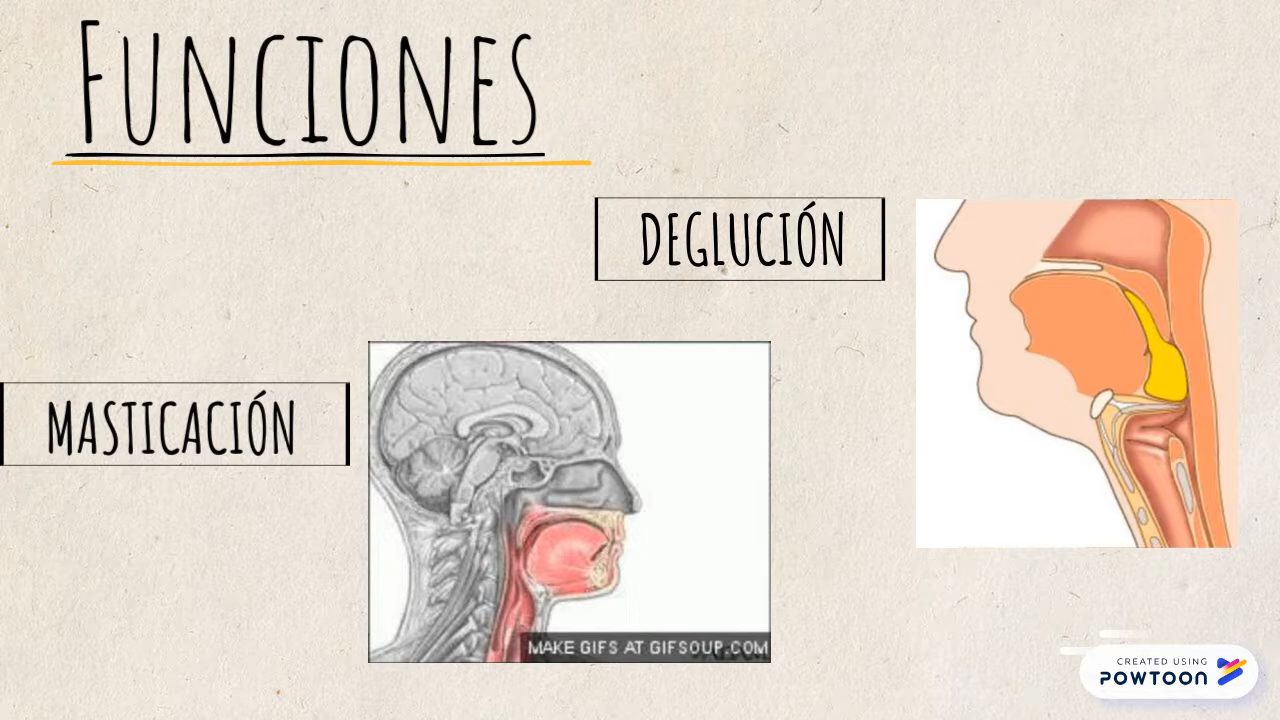 Funciones
DEGLUCIÓN
MASTICACIÓN
MAKE GIFS AT GIFSOUP.COM
CREATED USING
POWTOON